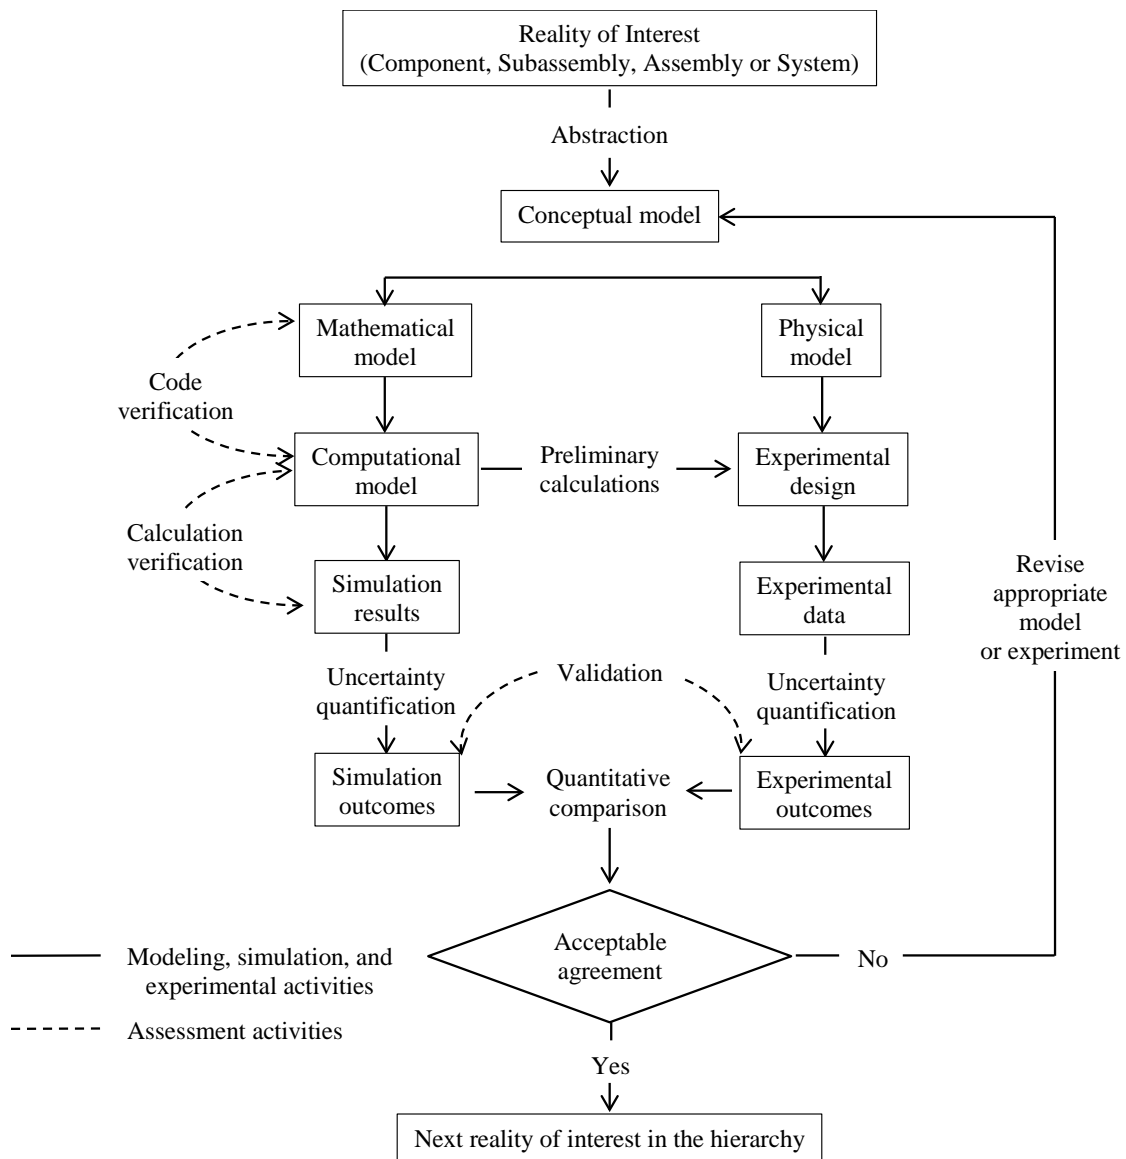 Reality of Interest
(Component, Subassembly, Assembly or System)
Abstraction
Conceptual model
Mathematical
model
Physical
model
Code
verification
Computational
model
Preliminary
calculations
Experimental
design
Calculation
verification
Simulation
results
Experimental
data
Revise
appropriate
model
or experiment
Uncertainty
quantification
Validation
Uncertainty
quantification
Simulation
outcomes
Quantitative
comparison
Experimental
outcomes
Acceptable
agreement
No
Modeling, simulation, and
experimental activities
Assessment activities
Yes
Next reality of interest in the hierarchy